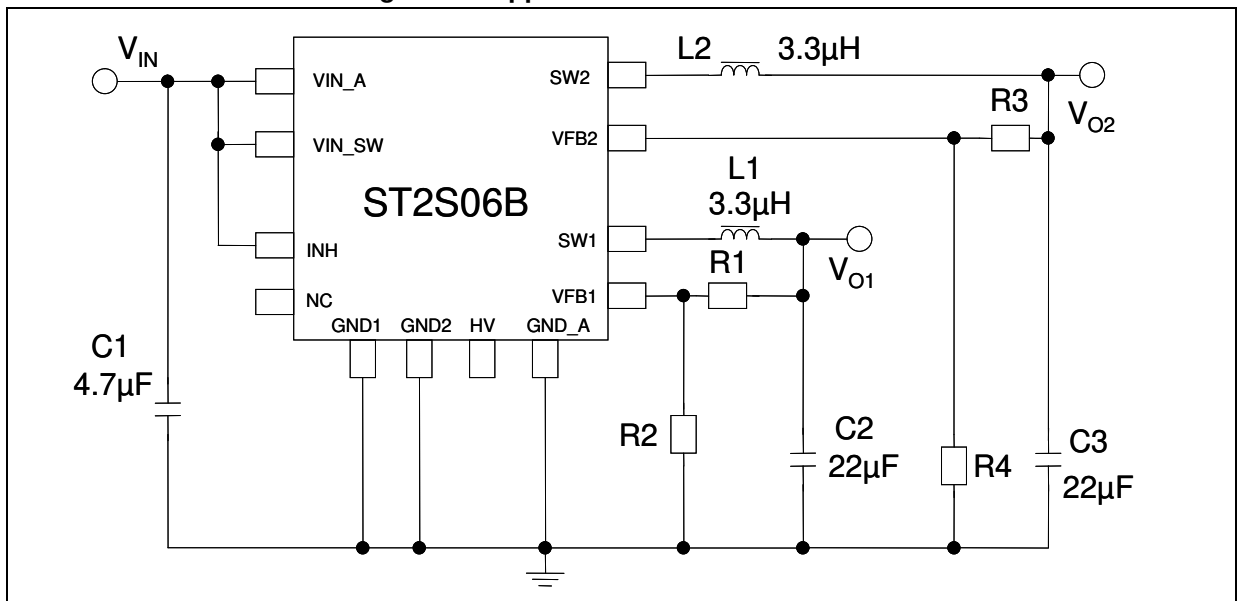 V_IN
VIN_A
VIN_SW
INH
NC
ST2S06B
SW2
VFB2
SW1
VFB1
GND1
GND2
HV
GND_A
L2
3.3µH
R3
V_O2
L1
3.3µH
R1
V_O1
C1
4.7µF
R2
C2
22µF
R4
C3
22µF